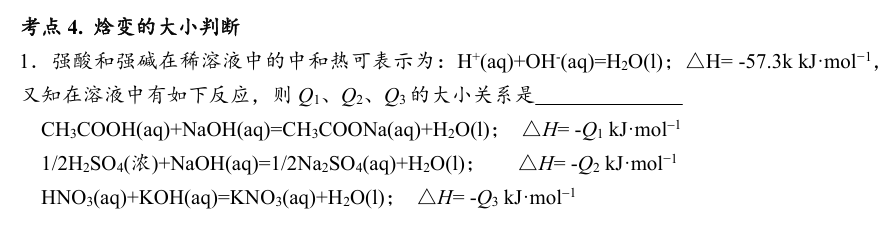 考点 4. 焓变的大小判断
1．强酸和强碱在稀溶液中的中和热可表示为：H⁺(aq)+OH⁻(aq)=H₂O(l)；△H= -57.3k kJ·mol⁻¹，
又知在溶液中有如下反应，则 Q₁、Q₂、Q₃ 的大小关系是_______________
CH₃COOH(aq)+NaOH(aq)=CH₃COONa(aq)+H₂O(l)； △H= -Q₁ kJ·mol⁻¹
1/2H₂SO₄(浓)+NaOH(aq)=1/2Na₂SO₄(aq)+H₂O(l)； △H= -Q₂ kJ·mol⁻¹
HNO₃(aq)+KOH(aq)=KNO₃(aq)+H₂O(l)； △H= -Q₃ kJ·mol⁻¹